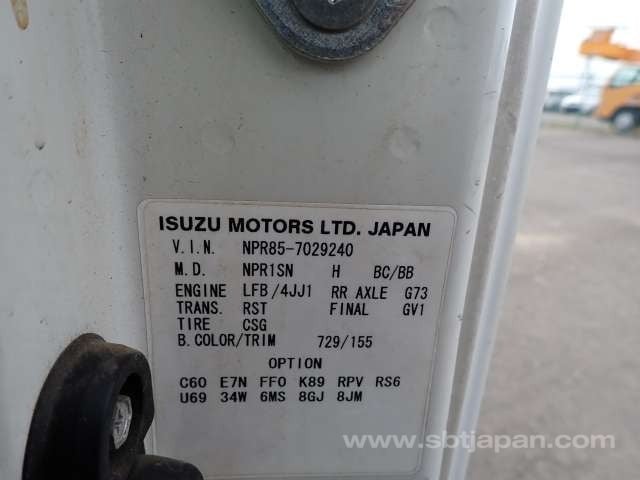 ISUZU MOTORS LTD. JAPAN
V.I.N. NPR85-7029240
M.D. NPR1SN H BC/BB
ENGINE LFB/4JJ1 RR AXLE G73
TRANS. RST FINAL GV1
TIRE CSG
B.COLOR/TRIM 729/155
OPTION
C60 E7N FF0 K89 RPV RS6
U69 34W 6MS 8GJ 8JM
www.sbtjapan.com